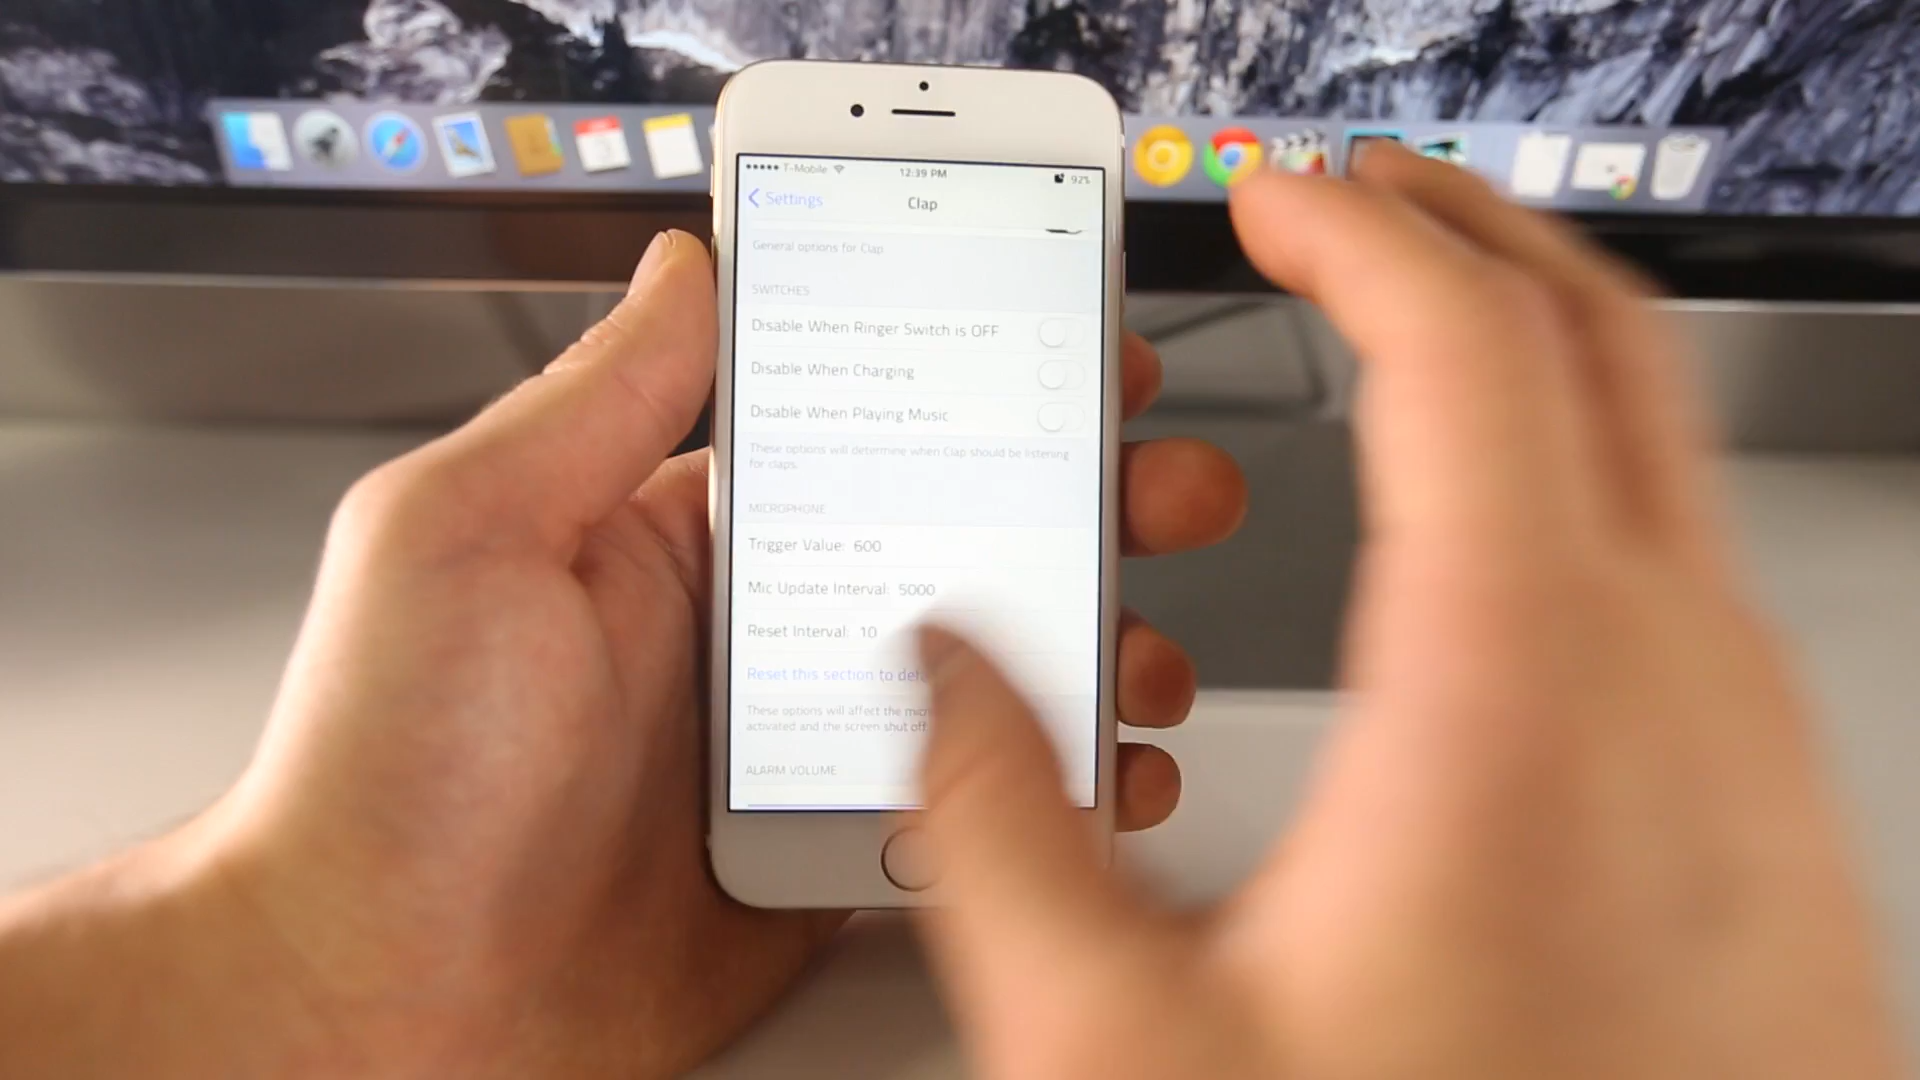 T-Mobile 12:39 PM 92%
Settings Clap
General options for Clap
SWITCHES
Disable When Ringer Switch is OFF
Disable When Charging
Disable When Playing Music
These options will determine when Clap should be listening
for claps.
MICROPHONE
Trigger Value: 600
Mic Update Interval: 5000
Reset Interval: 10
Reset this section to
These options will affect the
activated and the screen shut off
ALARM VOLUME